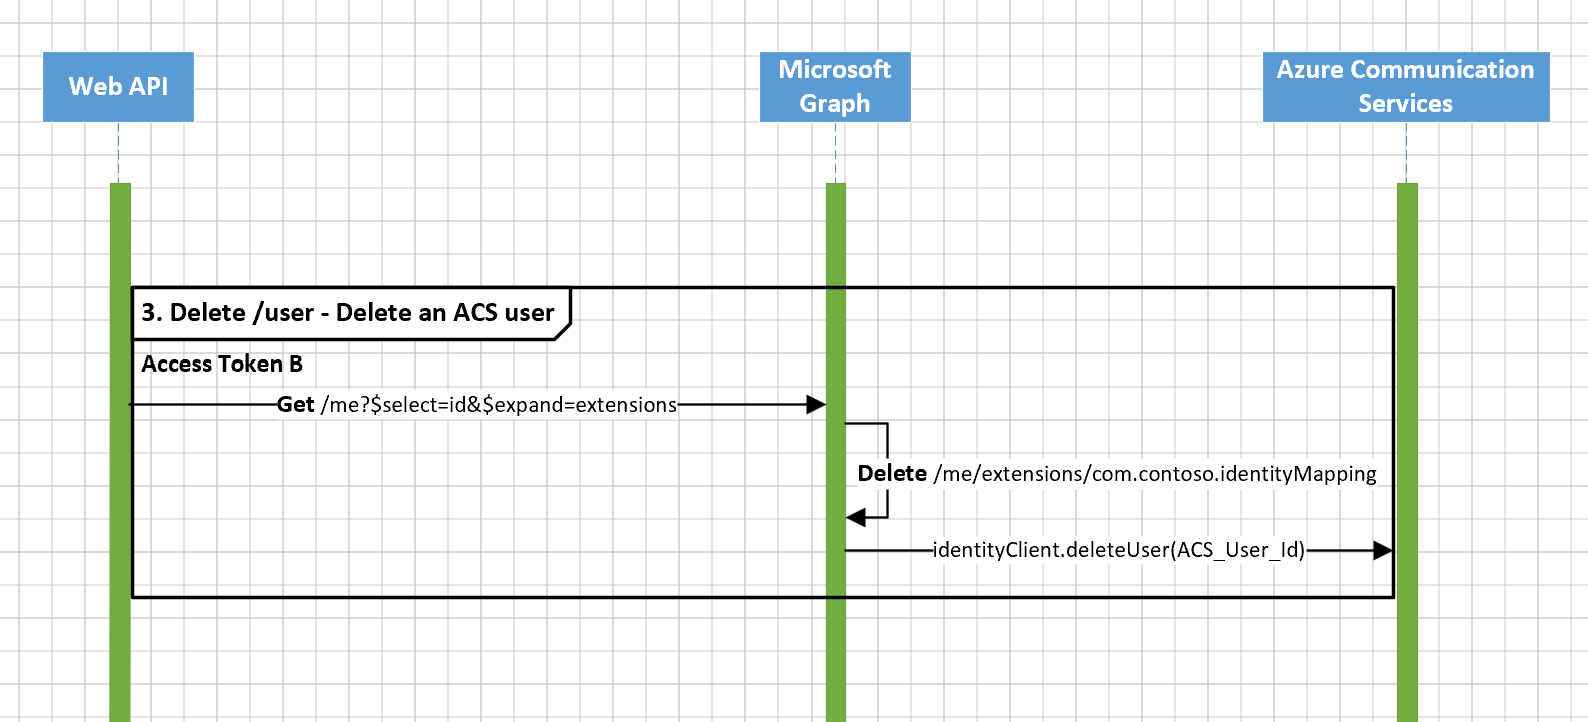 Web API
Microsoft
Graph
Azure Communication
Services
3. Delete /user - Delete an ACS user
Access Token B
Get /me?$select=id&$expand=extensions
Delete /me/extensions/com.contoso.identityMapping
identityClient.deleteUser(ACS_User_Id)